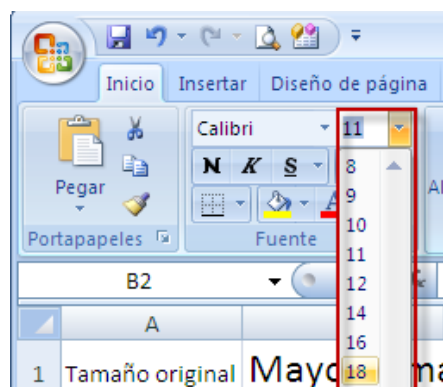 Inicio Insertar Diseño de página
Calibri 11
N K S
Pegar
Portapapeles Fuente
8
9
10
11
12
14
16
18
B2
A
1 Tamaño original